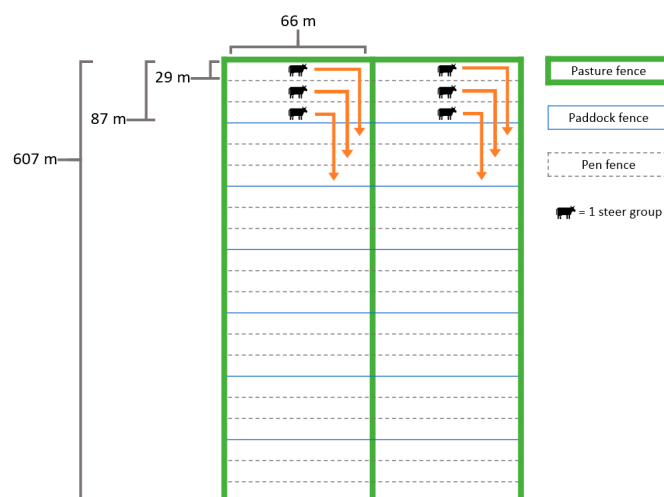 66 m
29 m
87 m
607 m
Pasture fence
Paddock fence
Pen fence
= 1 steer group